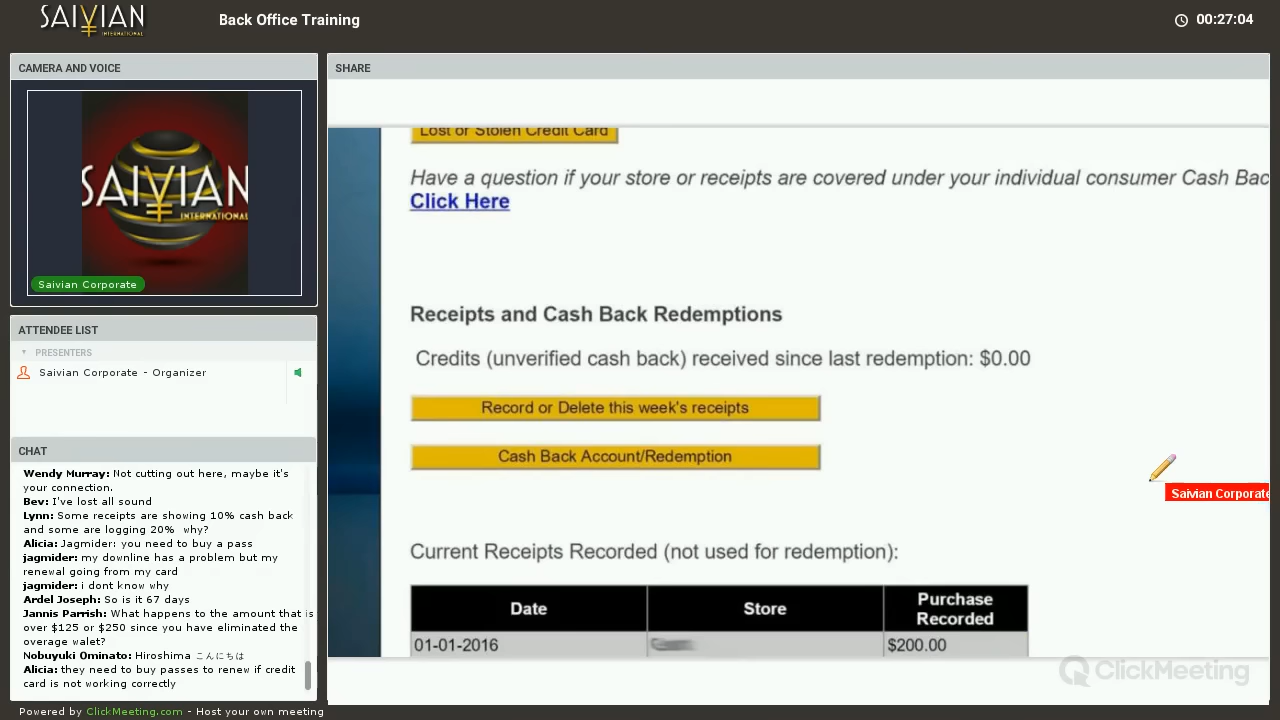 SAIVIAN
INTERNATIONAL
Back Office Training
00:27:04
CAMERA AND VOICE
SAIVIAN
INTERNATIONAL
Saivian Corporate
ATTENDEE LIST
PRESENTERS
Saivian Corporate - Organizer
CHAT
Wendy Murray: Not cutting out here, maybe it's
your connection.
Bev: I've lost all sound
Lynn: Some receipts are showing 10% cash back
and some are logging 20% why?
Alicia: Jagmider: you need to buy a pass
jagmider: my downline has a problem but my
renewal going from my card
jagmider: i dont know why
Ardel Joseph: So is it 67 days
Jannis Parrish: What happens to the amount that is
over $125 or $250 since you have eliminated the
overage walet?
Nobuyuki Ominato: Hiroshima こんにちは
Alicia: they need to buy passes to renew if credit
card is not working correctly
Powered by ClickMeeting.com - Host your own meeting
SHARE
Lost or Stolen Credit Card
Have a question if your store or receipts are covered under your individual consumer Cash Bac
Click Here
Receipts and Cash Back Redemptions
Credits (unverified cash back) received since last redemption: $0.00
Record or Delete this week's receipts
Cash Back Account/Redemption
Saivian Corporate
Current Receipts Recorded (not used for redemption):
Date Store Purchase Recorded
01-01-2016 $200.00
ClickMeeting